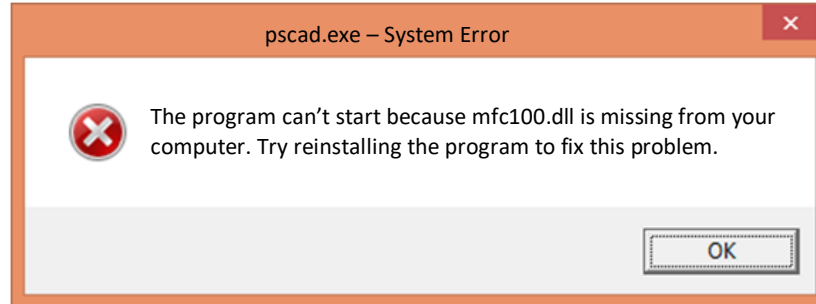 pscad.exe – System Error
The program can’t start because mfc100.dll is missing from your
computer. Try reinstalling the program to fix this problem.
OK